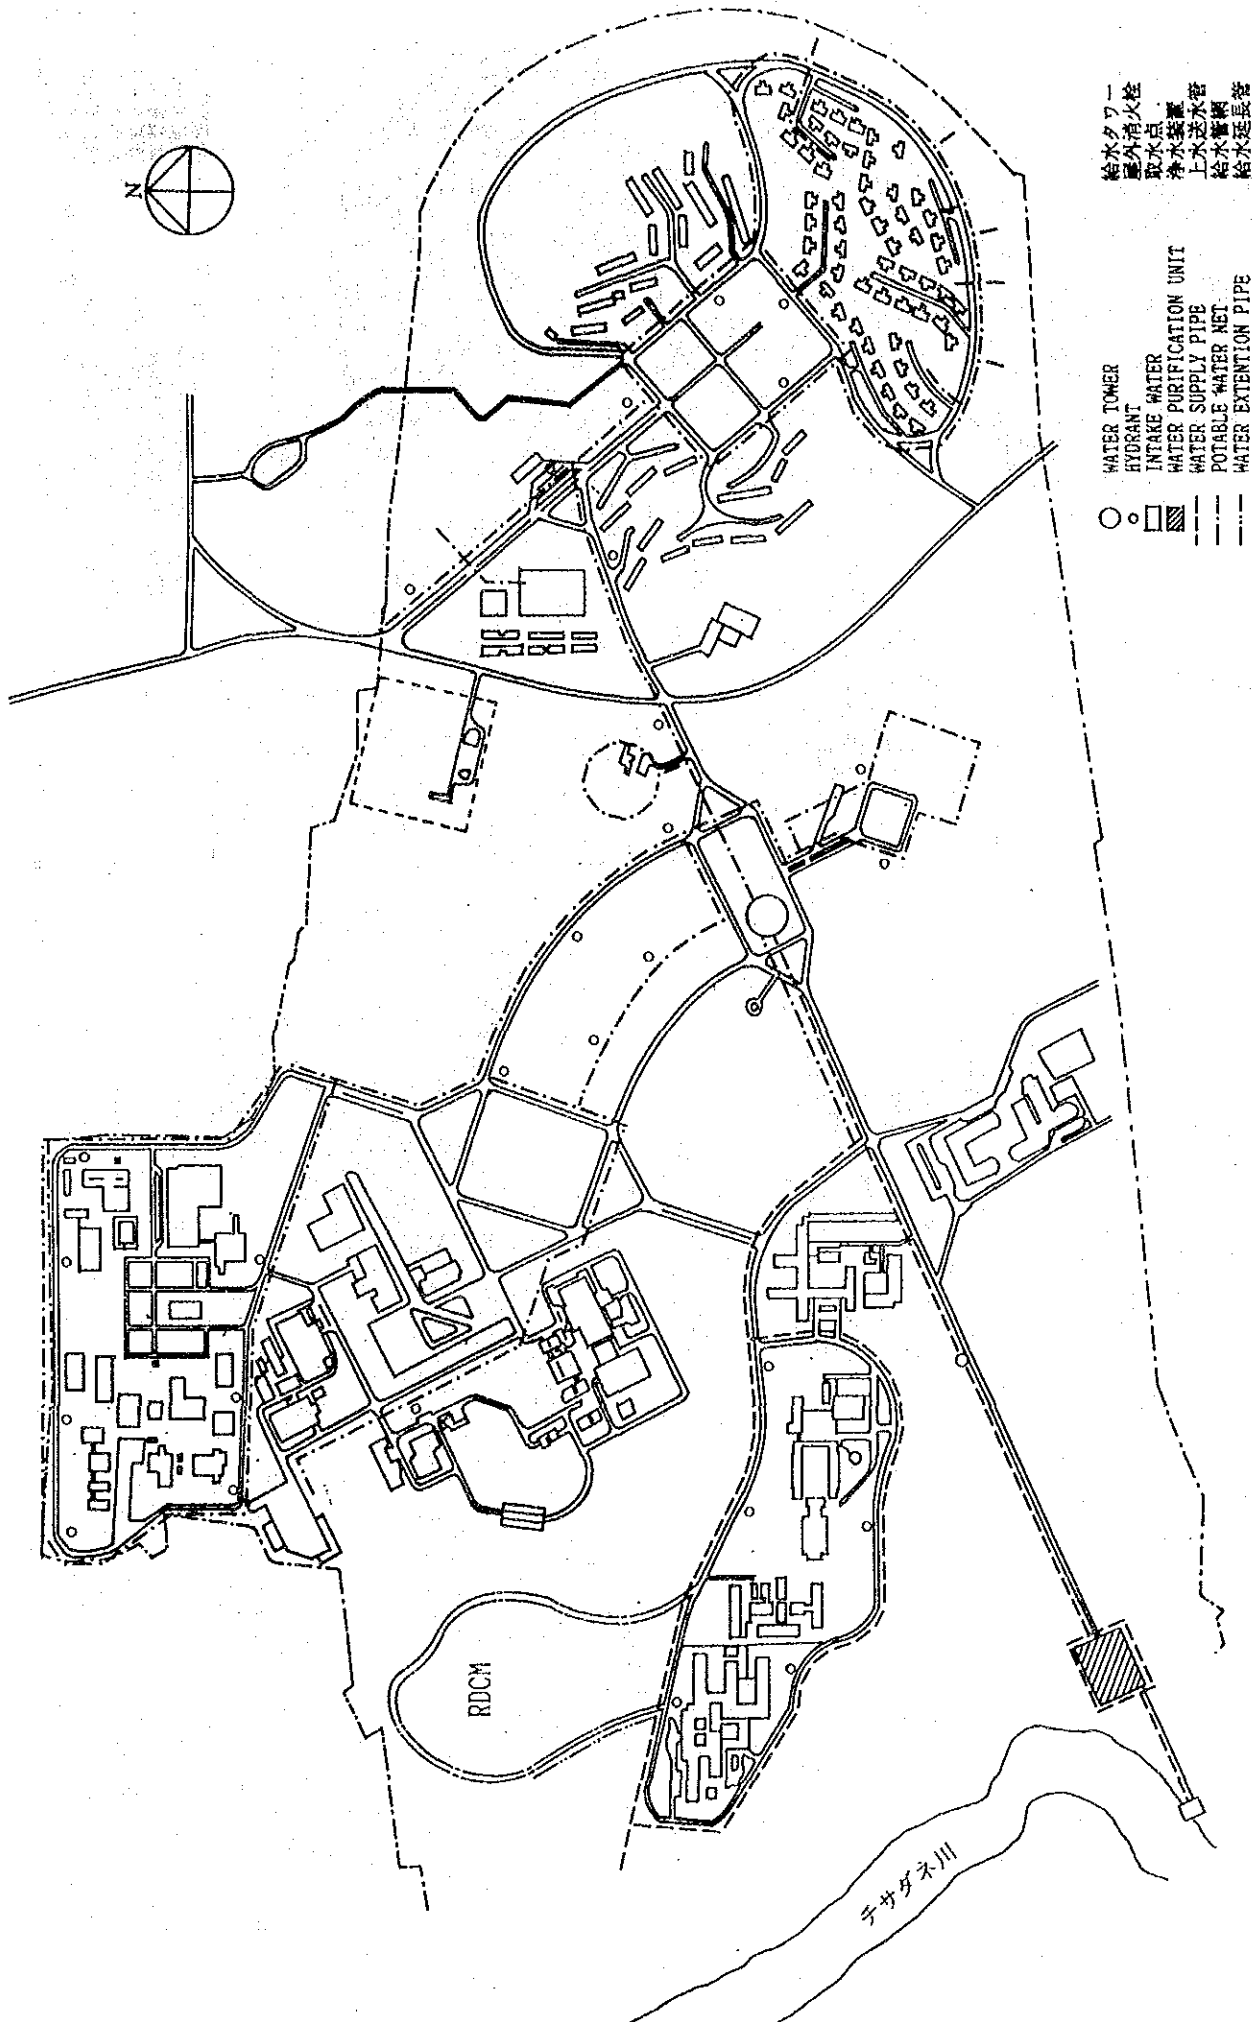 N
RDCM
チサダネ川
WATER TOWER 給水タワー
HYDRANT 屋外消火栓
INTAKE WATER 取水点
WATER PURIFICATION UNIT 浄水装置
WATER SUPPLY PIPE 上水送水管
POTABLE WATER NET 給水管網
WATER EXTENTION PIPE 給水延長管